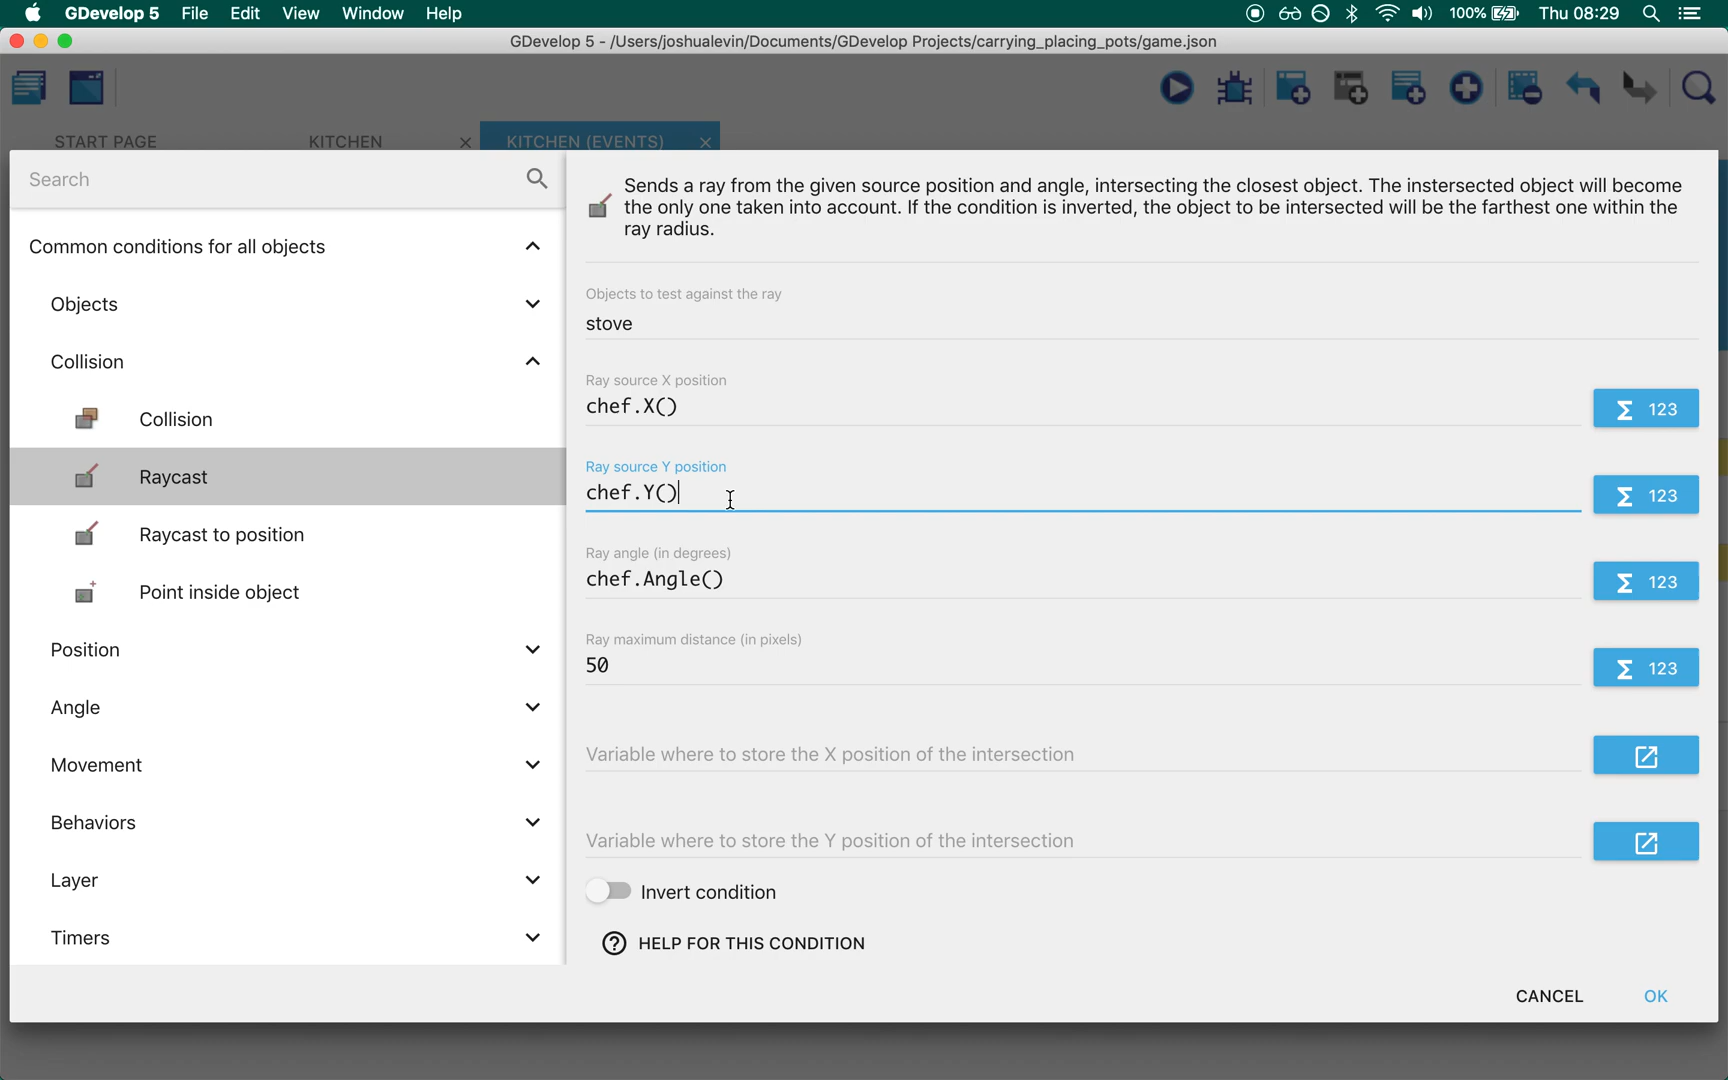 GDevelop 5 File Edit View Window Help 100% Thu 08:29
GDevelop 5 - /Users/joshualevin/Documents/GDevelop Projects/carrying_placing_pots/game.json
START PAGE KITCHEN KITCHEN (EVENTS)
Search
Common conditions for all objects
Objects
Collision
Collision
Raycast
Raycast to position
Point inside object
Position
Angle
Movement
Behaviors
Layer
Timers
Sends a ray from the given source position and angle, intersecting the closest object. The instersected object will become
the only one taken into account. If the condition is inverted, the object to be intersected will be the farthest one within the
ray radius.
Objects to test against the ray
stove
Ray source X position
chef.X()
Σ 123
Ray source Y position
chef.Y()
Σ 123
Ray angle (in degrees)
chef.Angle()
Σ 123
Ray maximum distance (in pixels)
50
Σ 123
Variable where to store the X position of the intersection
Variable where to store the Y position of the intersection
Invert condition
HELP FOR THIS CONDITION
CANCEL OK